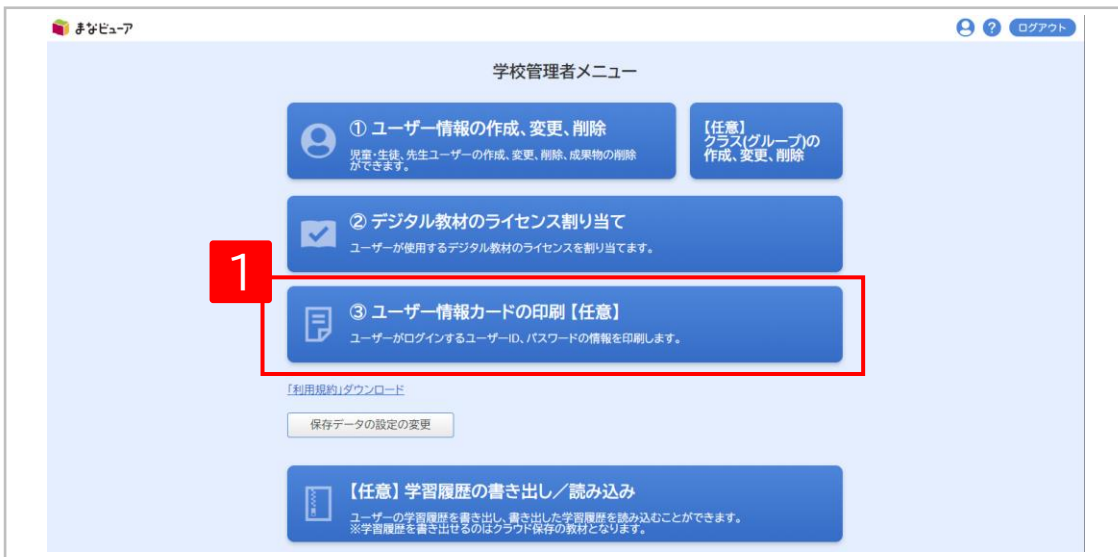 まなビューア
? ログアウト
学校管理者メニュー
① ユーザー情報の作成、変更、削除
児童・生徒、先生ユーザーの作成、変更、削除、成果物の削除
ができます。
【任意】
クラス(グループ)の
作成、変更、削除
② デジタル教材のライセンス割り当て
ユーザーが使用するデジタル教材のライセンスを割り当てます。
1
③ ユーザー情報カードの印刷【任意】
ユーザーがログインするユーザーID、パスワードの情報を印刷します。
「利用規約」ダウンロード
保存データの設定の変更
【任意】学習履歴の書き出し／読み込み
ユーザーの学習履歴を書き出し、書き出した学習履歴を読み込むことができます。
※学習履歴を書き出せるのはクラウド保存の教材となります。